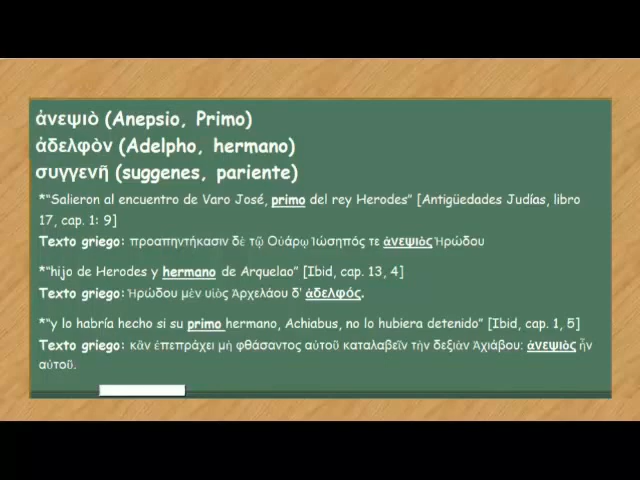 ἀνεψιὸ (Anepsio, Primo)
ἀδελφὸν (Adelpho, hermano)
συγγενῆ (suggenes, pariente)
*“Salieron al encuentro de Varo José, primo del rey Herodes” [Antigüedades Judías, libro
17, cap. 1: 9]
Texto griego: προαπηντήκασιν δὲ τῷ Οὐάρῳ Ἰώσηπός τε ἀνεψιὸς Ἡρώδου
*“hijo de Herodes y hermano de Arquelao” [Ibid, cap. 13, 4]
Texto griego: Ἡρώδου μὲν υἱὸς Ἀρχελάου δ' ἀδελφός.
*“y lo habría hecho si su primo hermano, Achiabus, no lo hubiera detenido” [Ibid, cap. 1, 5]
Texto griego: κἂν ἐπεπράχει μὴ φθάσαντος αὐτοῦ καταλαβεῖν τὴν δεξιὰν Ἀχιάβου: ἀνεψιὸς ἦν
αὐτοῦ.